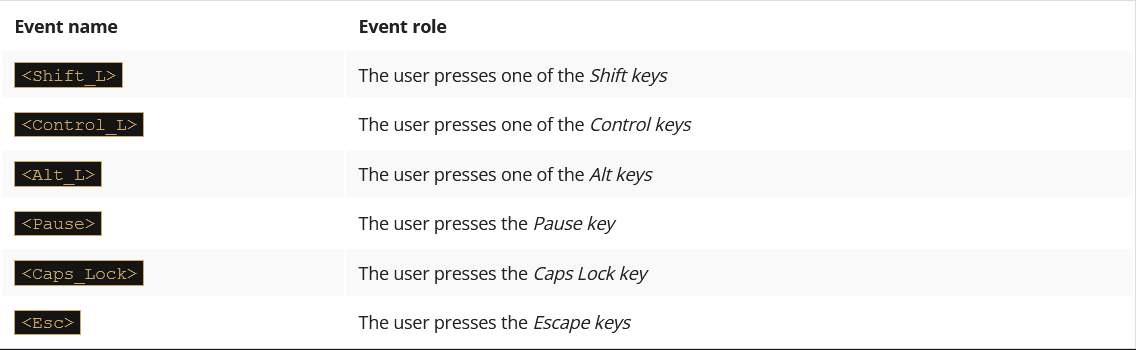 Event name Event role
<Shift_L> The user presses one of the Shift keys
<Control_L> The user presses one of the Control keys
<Alt_L> The user presses one of the Alt keys
<Pause> The user presses the Pause key
<Caps_Lock> The user presses the Caps Lock key
<Esc> The user presses the Escape keys